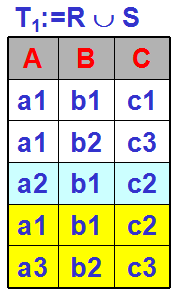 T₁:=R ∪ S
A B C
a1 b1 c1
a1 b2 c3
a2 b1 c2
a1 b1 c2
a3 b2 c3